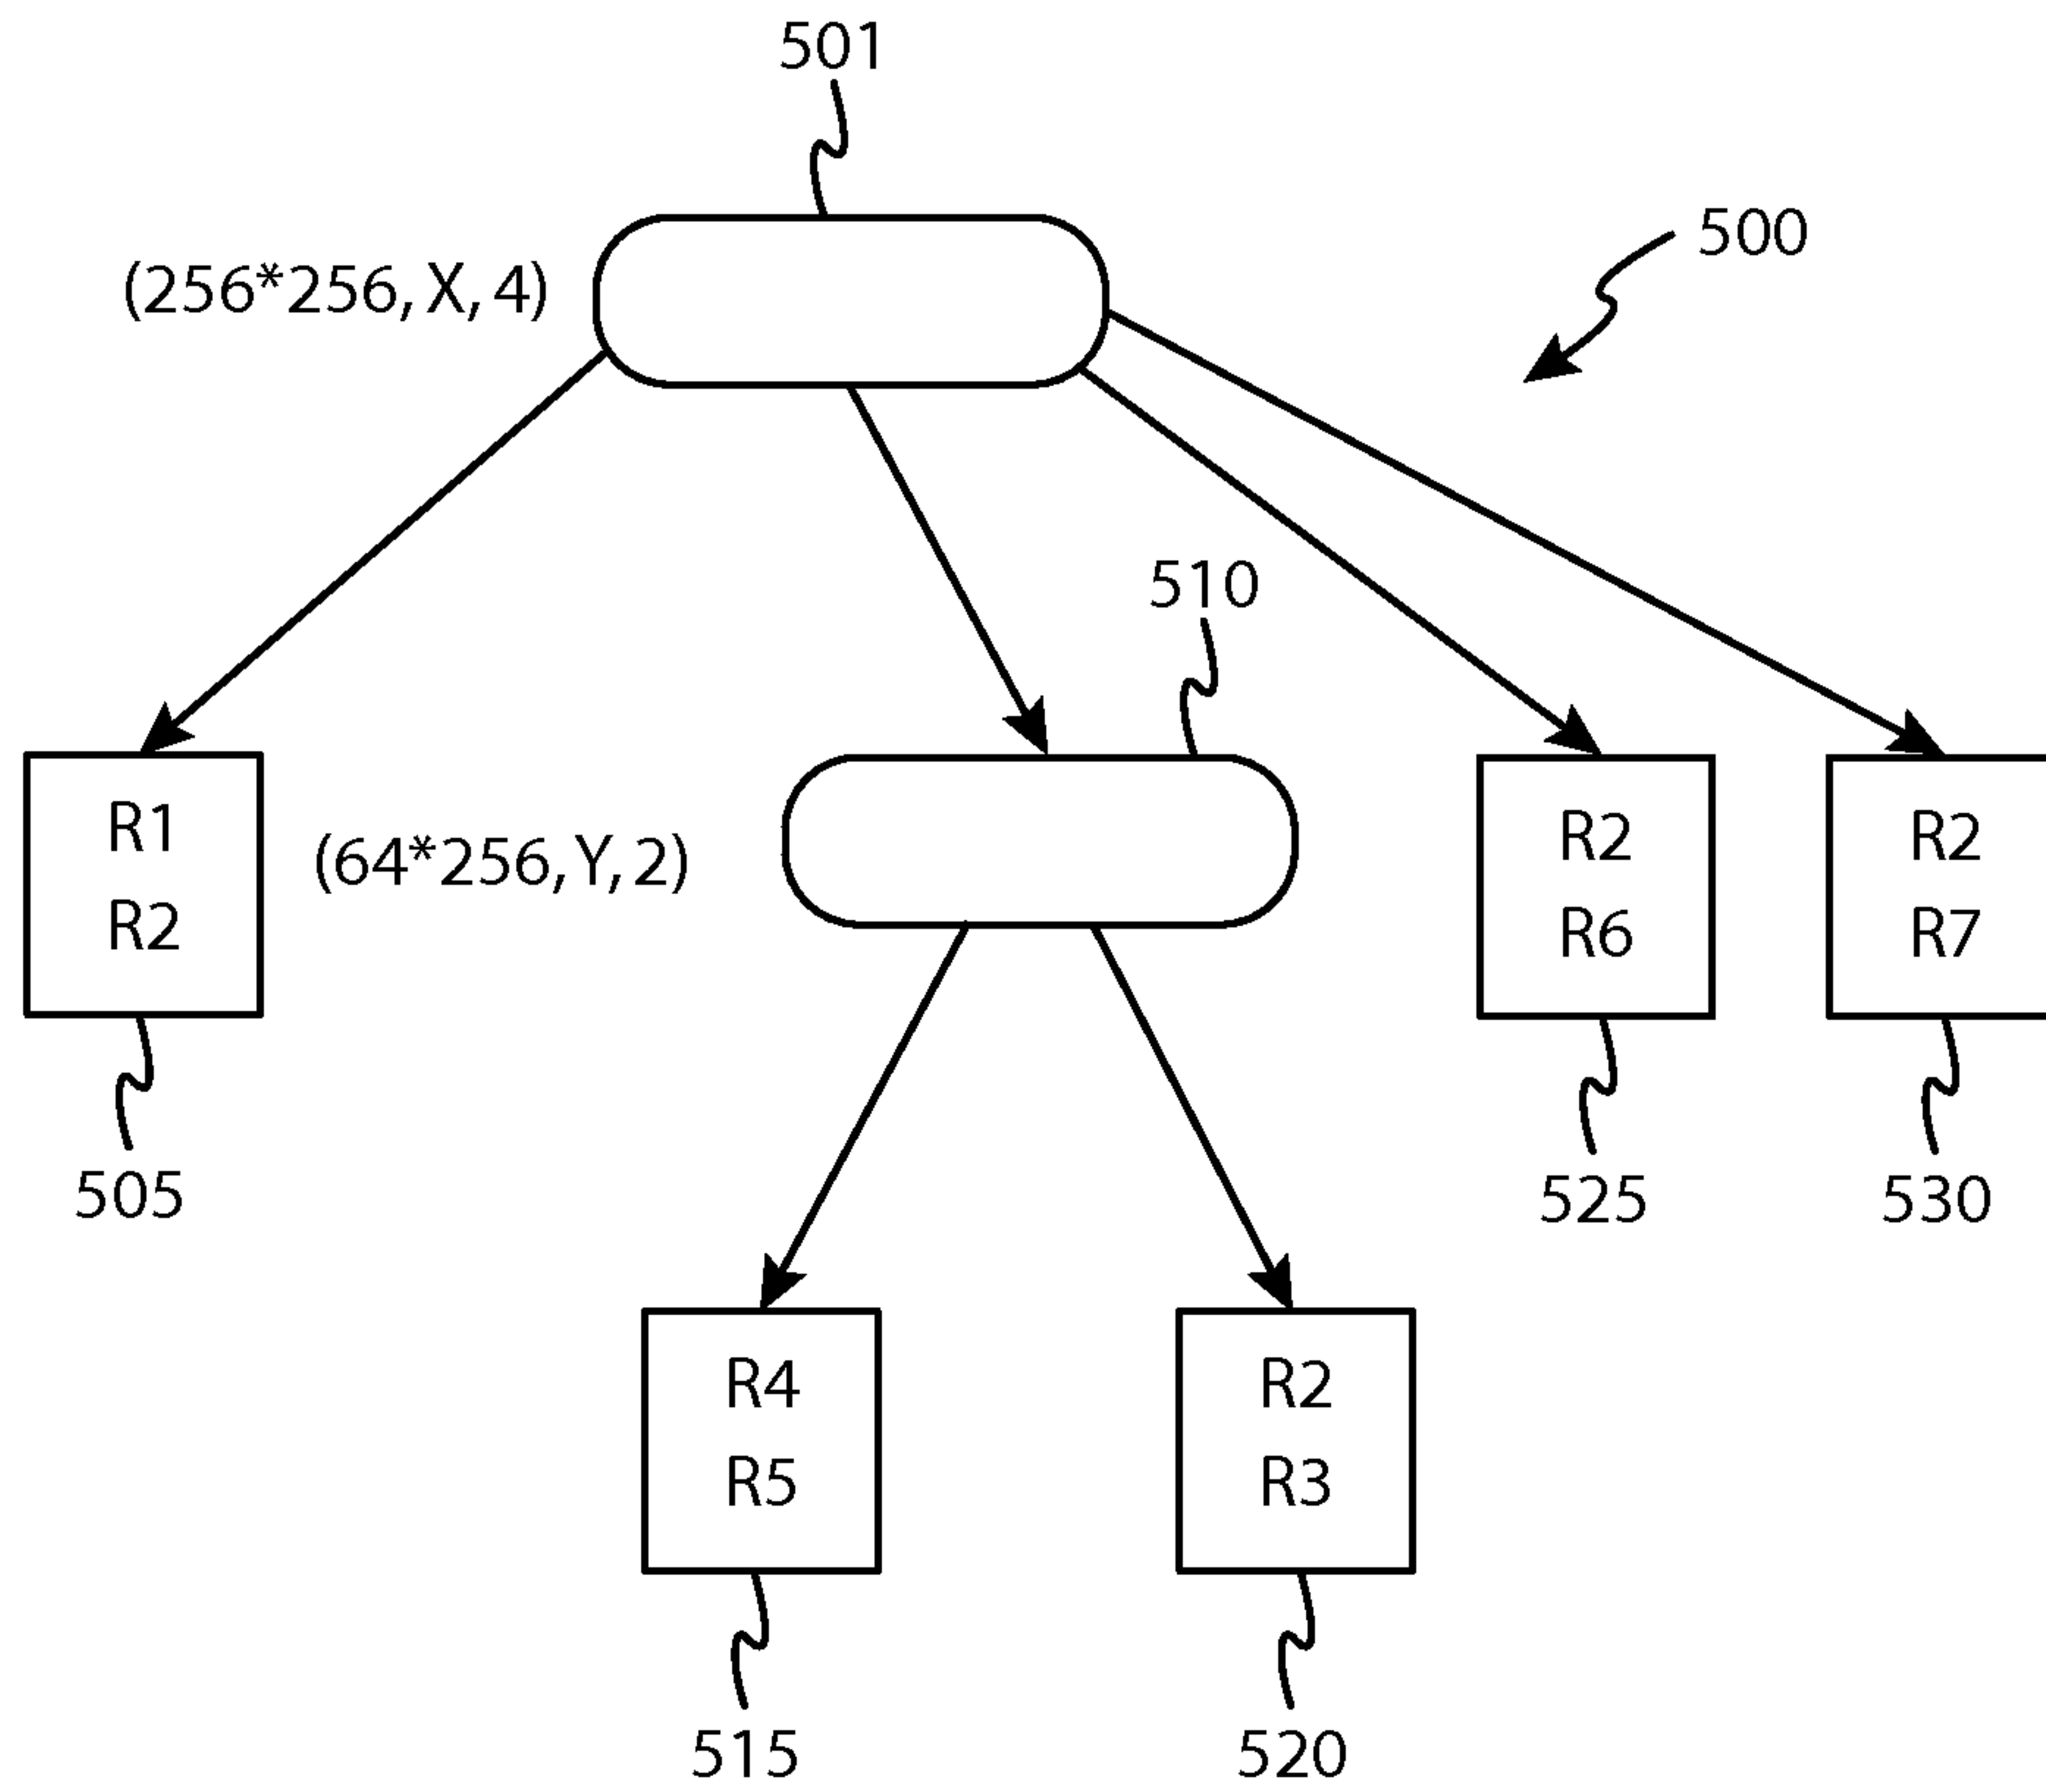 501
500
(256*256, X, 4)
510
R1
R2
(64*256, Y, 2)
R2
R6
R2
R7
505
525
530
R4
R5
R2
R3
515
520